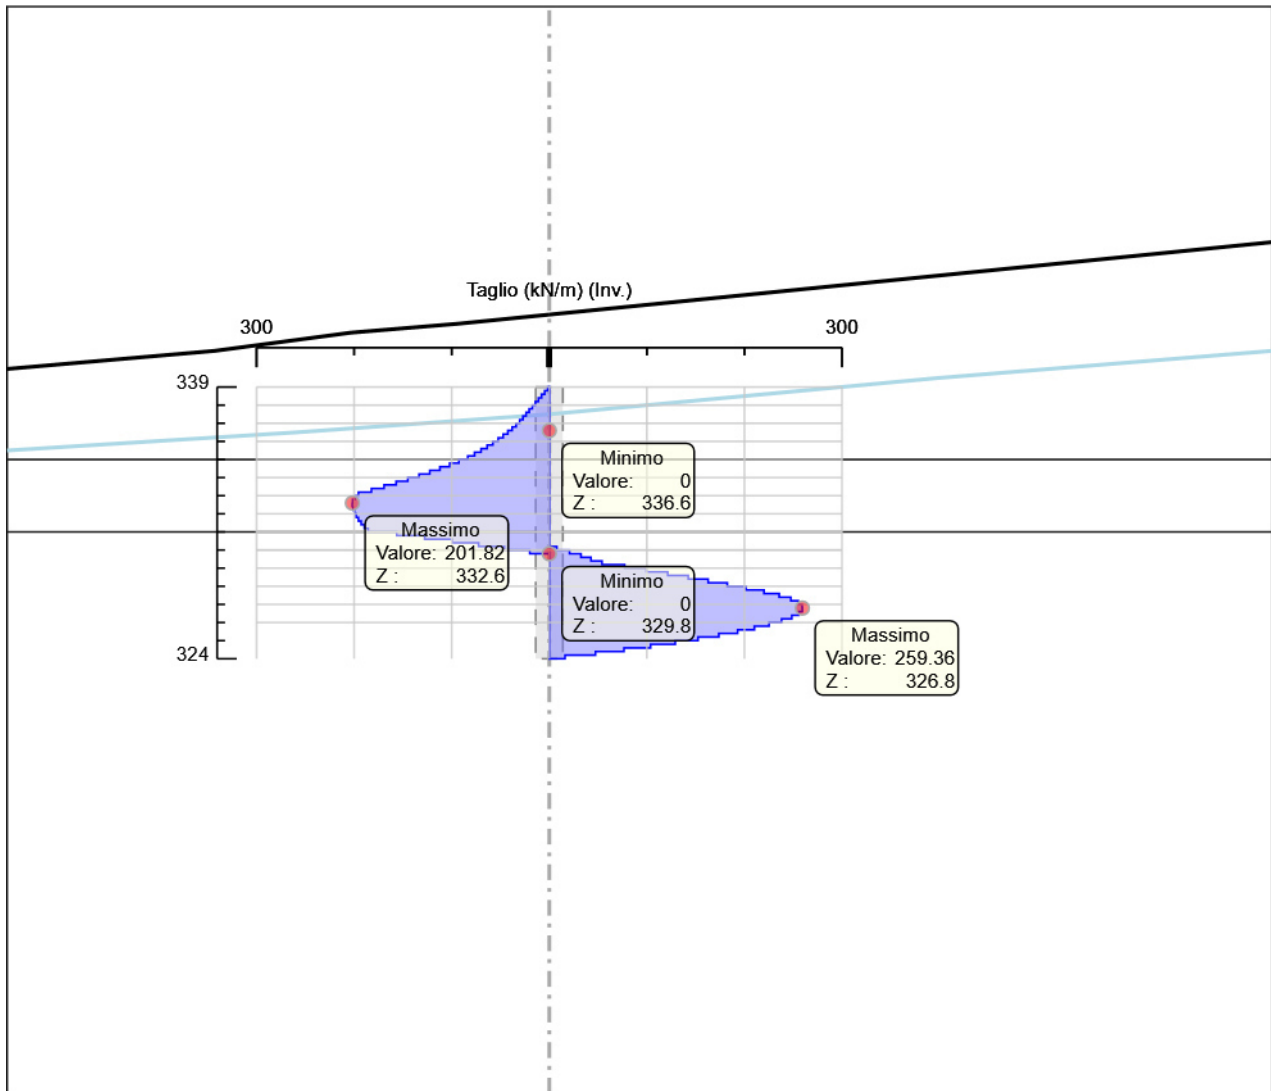 Taglio (kN/m) (Inv.)
300 300
339
Minimo
Valore: 0
Z : 336.6
Massimo
Valore: 201.82
Z : 332.6
Minimo
Valore: 0
Z : 329.8
324
Massimo
Valore: 259.36
Z : 326.8